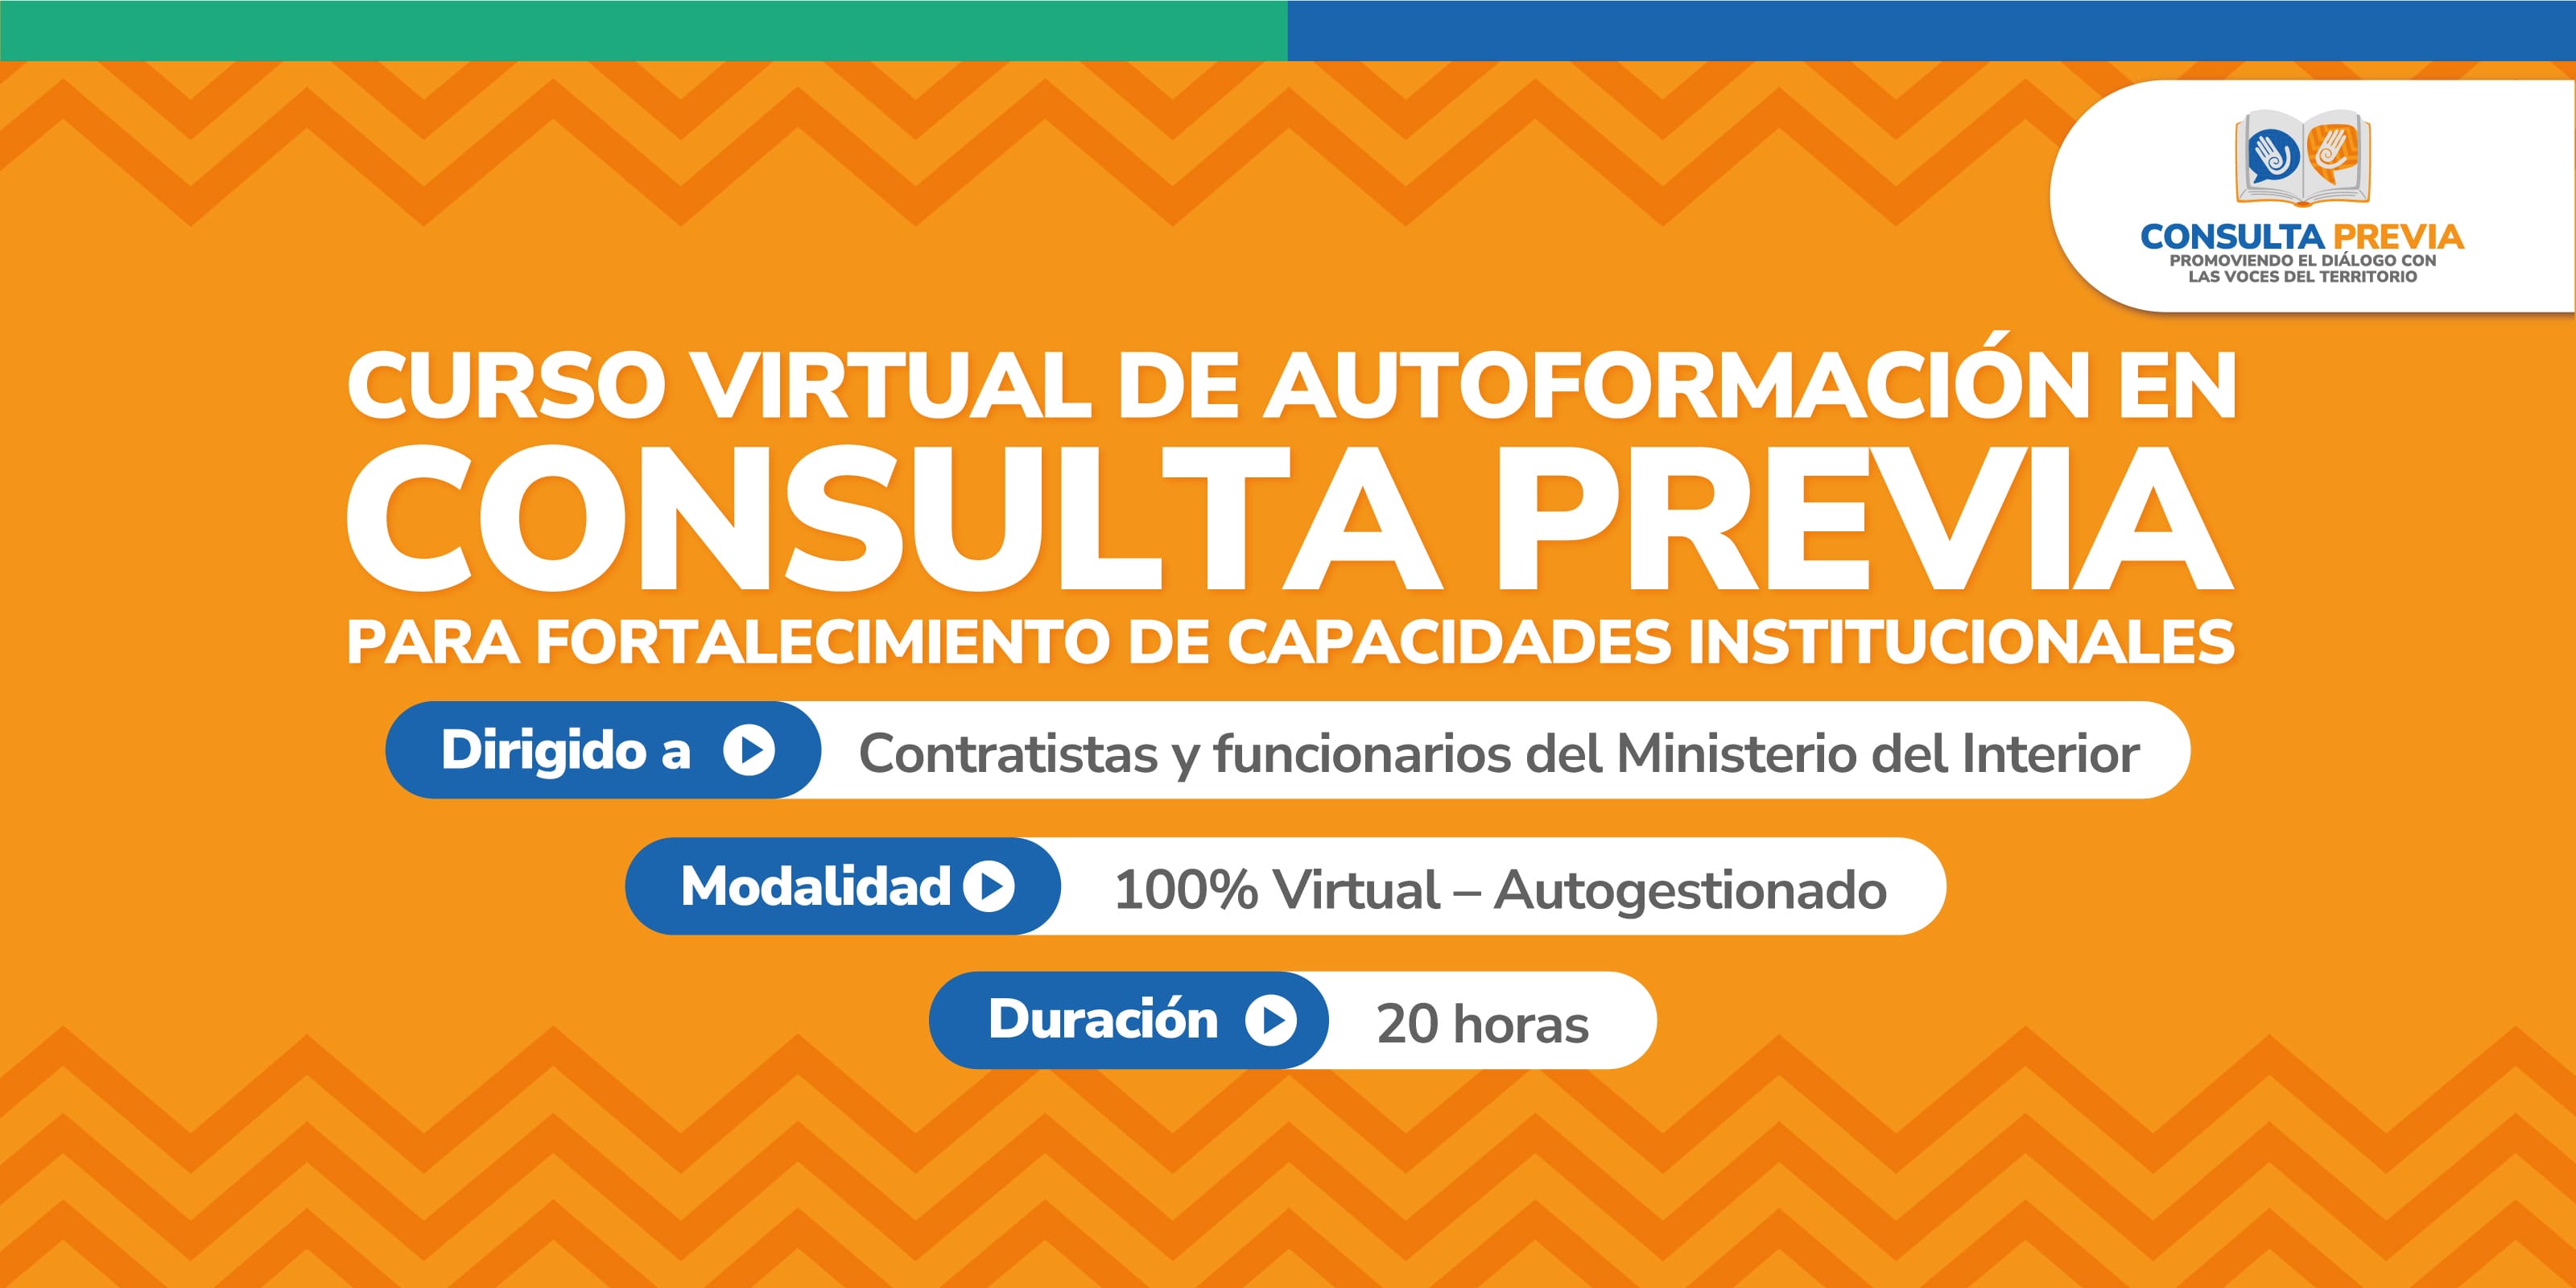 CONSULTA PREVIA
PROMOVIENDO EL DIÁLOGO CON
LAS VOCES DEL TERRITORIO
CURSO VIRTUAL DE AUTOFORMACIÓN EN
CONSULTA PREVIA
PARA FORTALECIMIENTO DE CAPACIDADES INSTITUCIONALES
Dirigido a Contratistas y funcionarios del Ministerio del Interior
Modalidad 100% Virtual – Autogestionado
Duración 20 horas